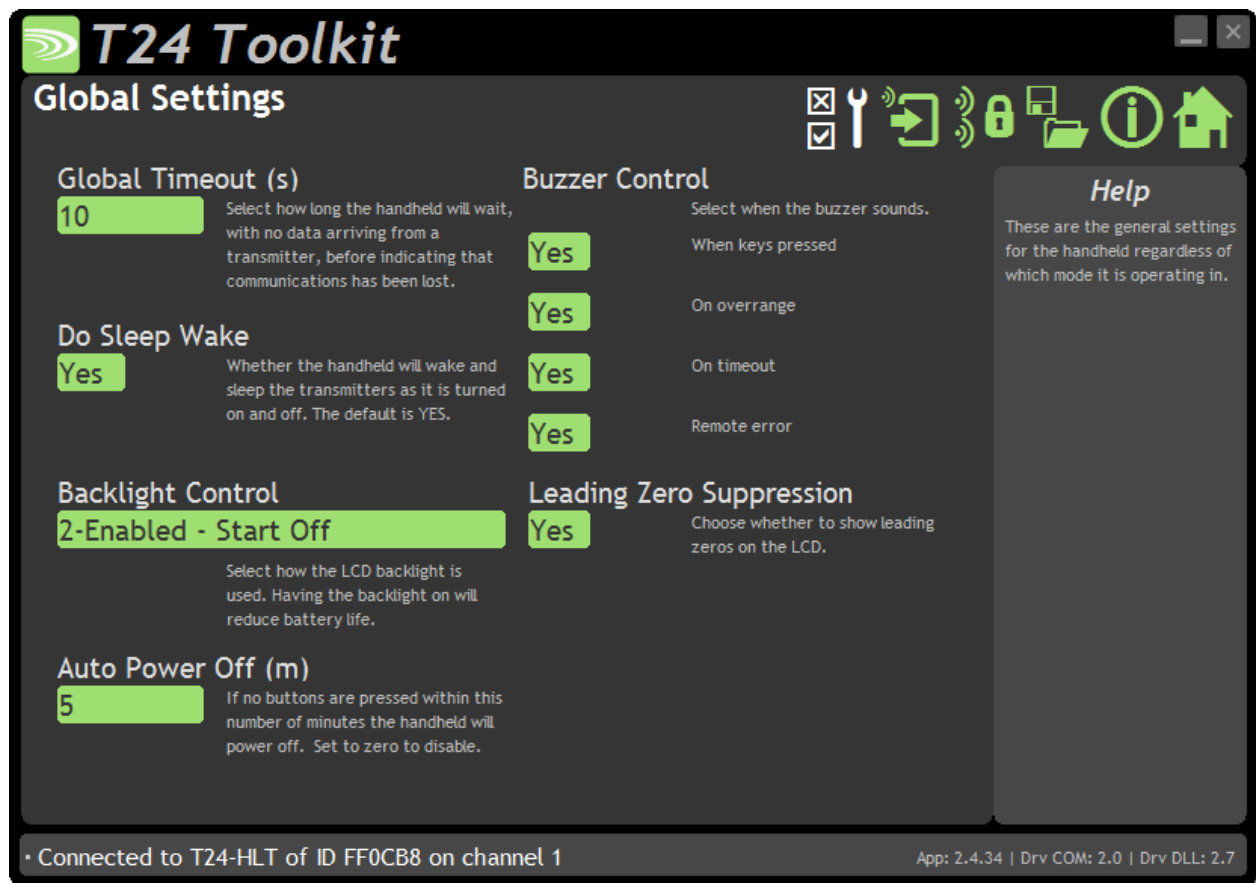 T24 Toolkit
Global Settings
Global Timeout (s)
10
Select how long the handheld will wait,
with no data arriving from a
transmitter, before indicating that
communications has been lost.
Do Sleep Wake
Yes
Whether the handheld will wake and
sleep the transmitters as it is turned
on and off. The default is YES.
Backlight Control
2-Enabled - Start Off
Select how the LCD backlight is
used. Having the backlight on will
reduce battery life.
Auto Power Off (m)
5
If no buttons are pressed within this
number of minutes the handheld will
power off. Set to zero to disable.
Buzzer Control
Select when the buzzer sounds.
Yes
When keys pressed
Yes
On overrange
Yes
On timeout
Yes
Remote error
Leading Zero Suppression
Yes
Choose whether to show leading
zeros on the LCD.
Help
These are the general settings
for the handheld regardless of
which mode it is operating in.
Connected to T24-HLT of ID FF0CB8 on channel 1
App: 2.4.34 | Drv COM: 2.0 | Drv DLL: 2.7